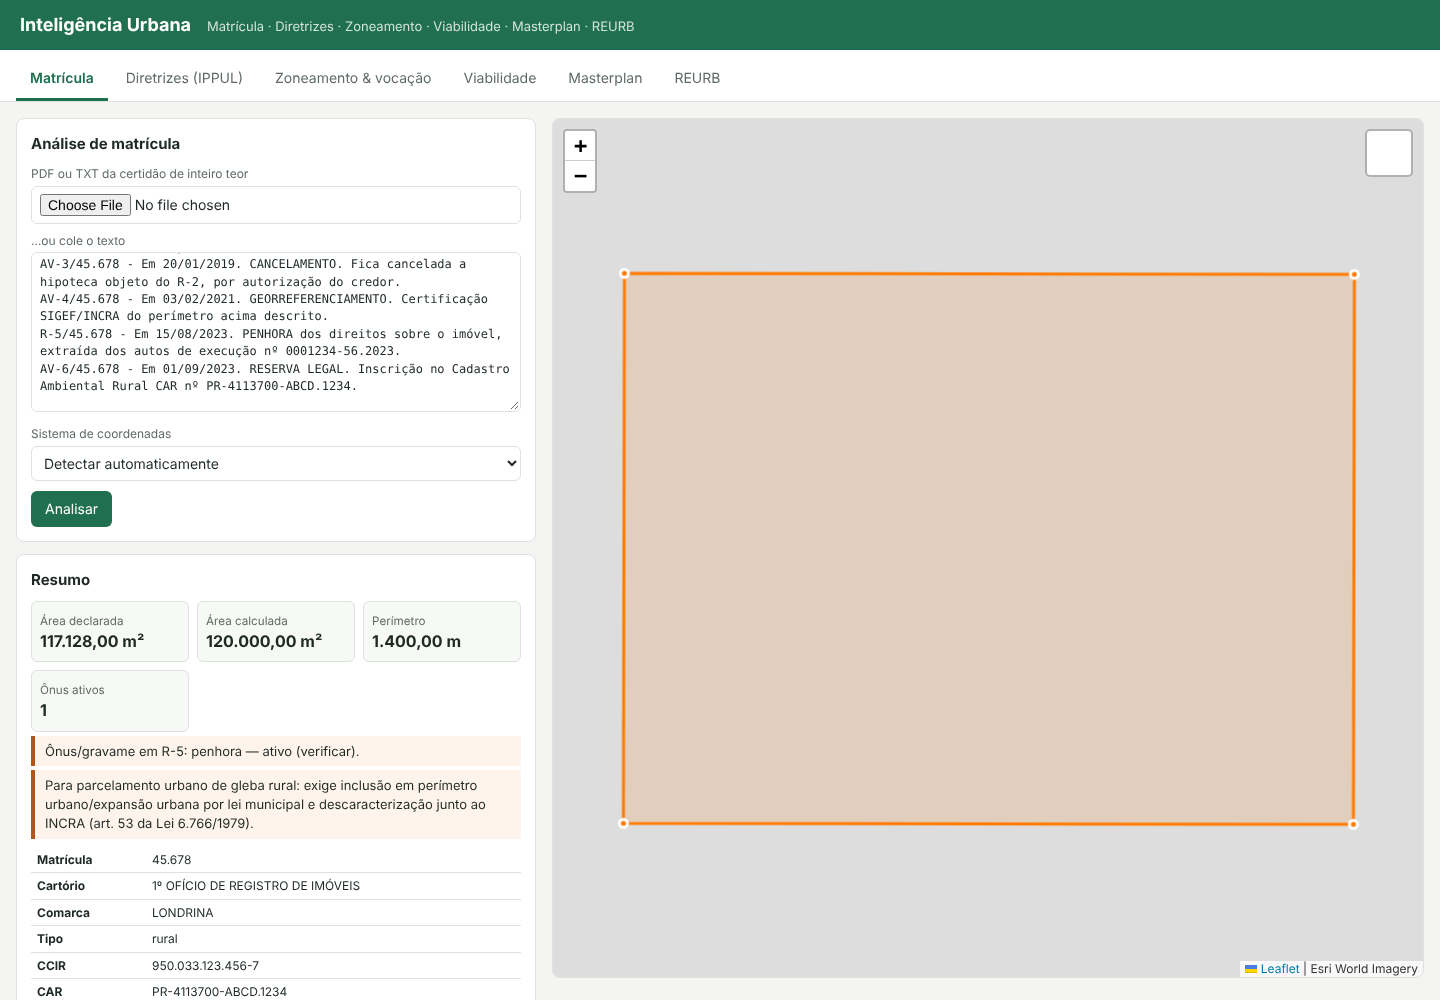 Inteligência Urbana
Matrícula · Diretrizes · Zoneamento · Viabilidade · Masterplan · REURB
Matrícula
Diretrizes (IPPUL)
Zoneamento & vocação
Viabilidade
Masterplan
REURB
Análise de matrícula
PDF ou TXT da certidão de inteiro teor
Choose File No file chosen
...ou cole o texto
AV-3/45.678 - Em 20/01/2019. CANCELAMENTO. Fica cancelada a
hipoteca objeto do R-2, por autorização do credor.
AV-4/45.678 - Em 03/02/2021. GEORREFERENCIAMENTO. Certificação
SIGEF/INCRA do perímetro acima descrito.
R-5/45.678 - Em 15/08/2023. PENHORA dos direitos sobre o imóvel,
extraída dos autos de execução nº 0001234-56.2023.
AV-6/45.678 - Em 01/09/2023. RESERVA LEGAL. Inscrição no Cadastro
Ambiental Rural CAR nº PR-4113700-ABCD.1234.
Sistema de coordenadas
Detectar automaticamente
Analisar
Resumo
Área declarada
117.128,00 m²
Área calculada
120.000,00 m²
Perímetro
1.400,00 m
Ônus ativos
1
Ônus/gravame em R-5: penhora — ativo (verificar).
Para parcelamento urbano de gleba rural: exige inclusão em perímetro
urbano/expansão urbana por lei municipal e descaracterização junto ao
INCRA (art. 53 da Lei 6.766/1979).
Matrícula 45.678
Cartório 1º OFÍCIO DE REGISTRO DE IMÓVEIS
Comarca LONDRINA
Tipo rural
CCIR 950.033.123.456-7
CAR PR-4113700-ABCD.1234
+
−
Leaflet | Esri World Imagery